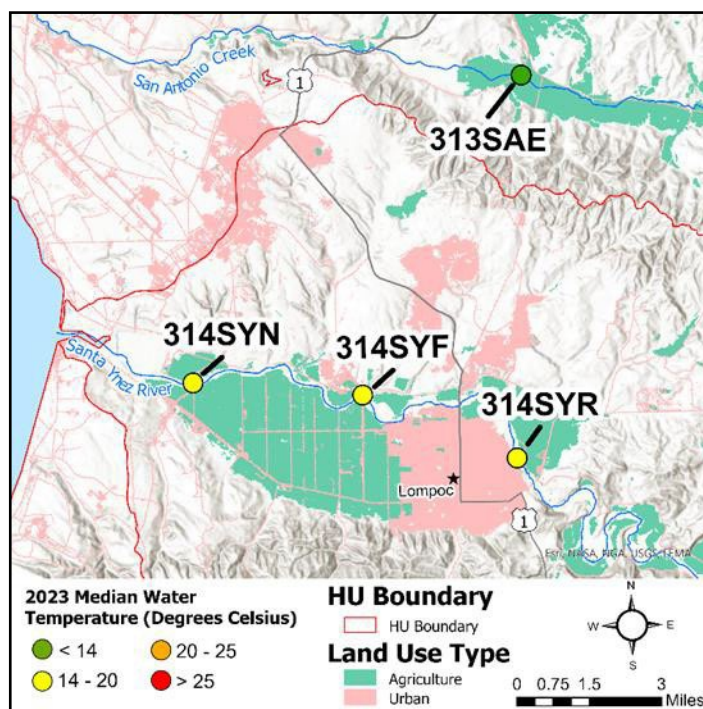 San Antonio Creek
1
313SAE
314SYN
314SYF
Santa Ynez River
314SYR
Lompoc
1
Esri, NASA, NGA, USGS, FEMA
2023 Median Water
Temperature (Degrees Celsius)
< 14
20 - 25
14 - 20
> 25
HU Boundary
HU Boundary
Land Use Type
Agriculture
Urban
N
W
E
S
0 0.75 1.5 3
Miles